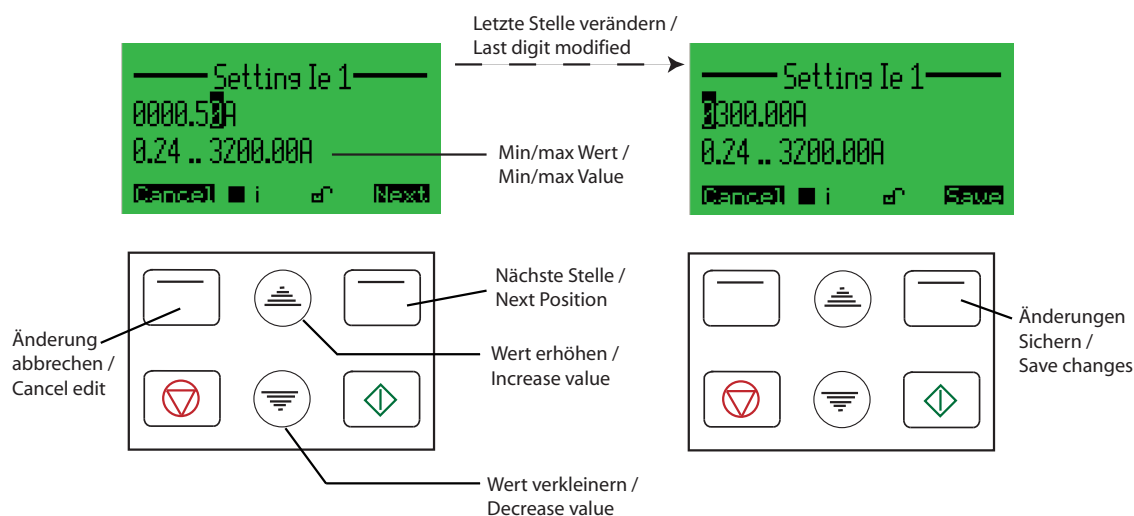 Letzte Stelle verändern /
Last digit modified
Setting Ie 1
0000.50A
0.24 .. 3200.00A
Cancel i Next
Min/max Wert /
Min/max Value
Setting Ie 1
0300.00A
0.24 .. 3200.00A
Cancel i Save
Nächste Stelle /
Next Position
Änderung
abbrechen /
Cancel edit
Wert erhöhen /
Increase value
Änderungen
Sichern /
Save changes
Wert verkleinern /
Decrease value